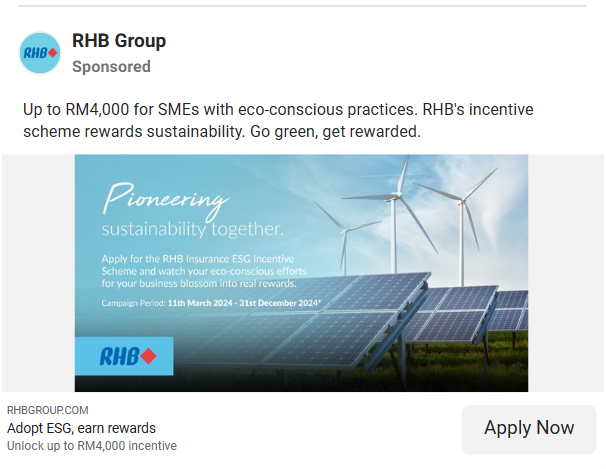 RHB
RHB Group
Sponsored
Up to RM4,000 for SMEs with eco-conscious practices. RHB's incentive
scheme rewards sustainability. Go green, get rewarded.
Pioneering
sustainability together.
Apply for the RHB Insurance ESG Incentive
Scheme and watch your eco-conscious efforts
for your business blossom into real rewards.
Campaign Period: 11th March 2024 - 31st December 2024*
RHB
RHBGROUP.COM
Adopt ESG, earn rewards
Unlock up to RM4,000 incentive
Apply Now